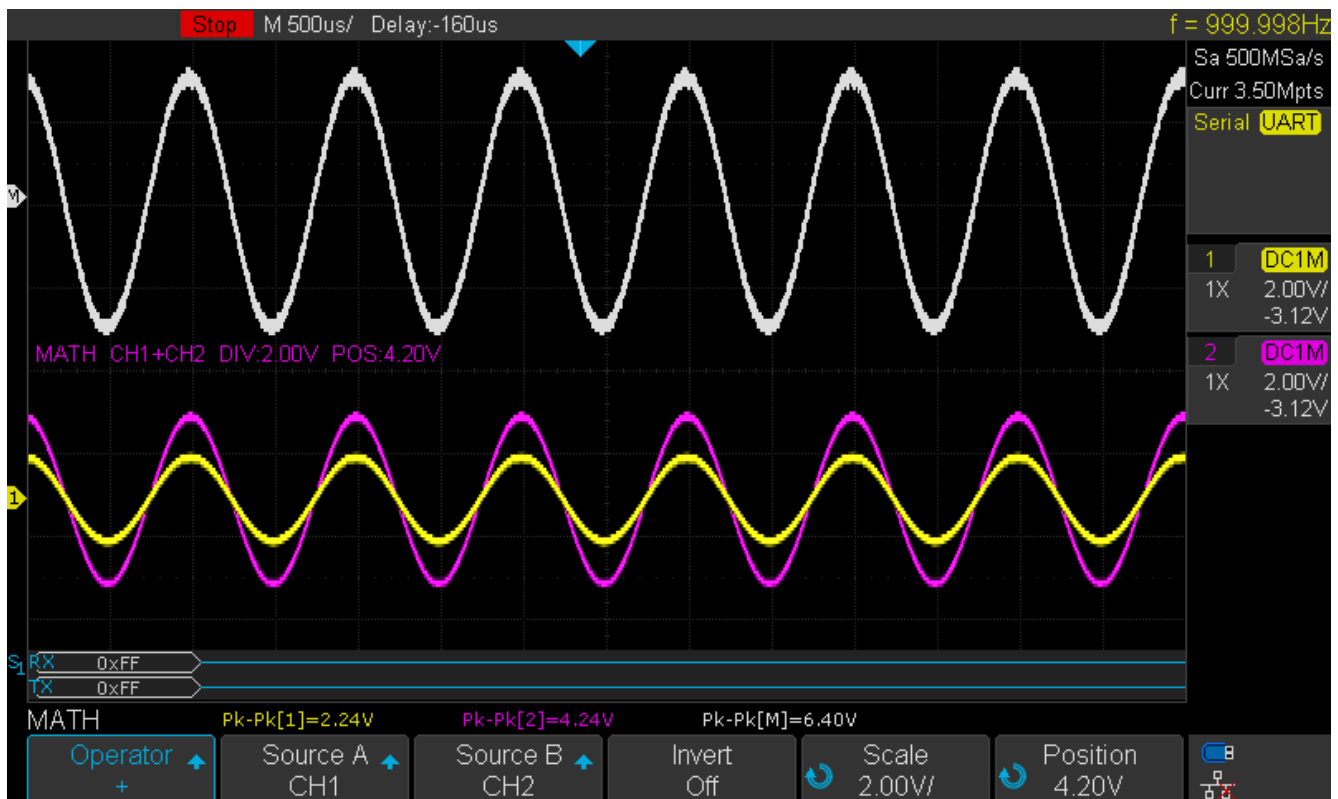 Stop M 500us/ Delay:-160us f = 999.998Hz
Sa 500MSa/s
Curr 3.50Mpts
Serial UART
M
1 DC1M
1X 2.00V/
-3.12V
MATH CH1+CH2 DIV:2.00V POS:4.20V
2 DC1M
1X 2.00V/
-3.12V
1
S1 RX 0xFF
TX 0xFF
MATH Pk-Pk[1]=2.24V Pk-Pk[2]=4.24V Pk-Pk[M]=6.40V
Operator Source A Source B Invert Scale Position
+ CH1 CH2 Off 2.00V/ 4.20V